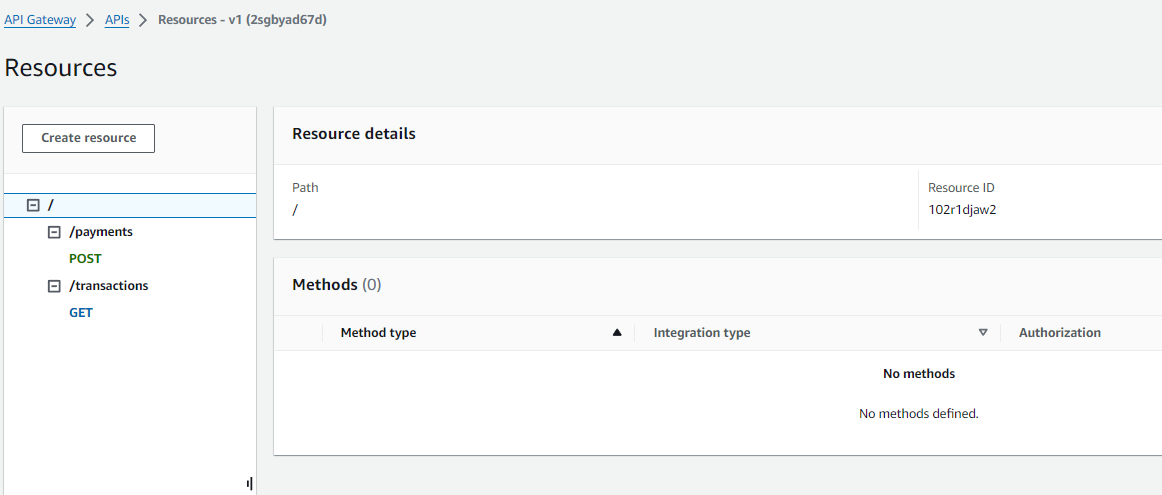 API Gateway > APIs > Resources - v1 (2sgbyad67d)
Resources
Create resource
/
/payments
POST
/transactions
GET
Resource details
Path
/
Resource ID
102r1djaw2
Methods (0)
Method type
Integration type
Authorization
No methods
No methods defined.